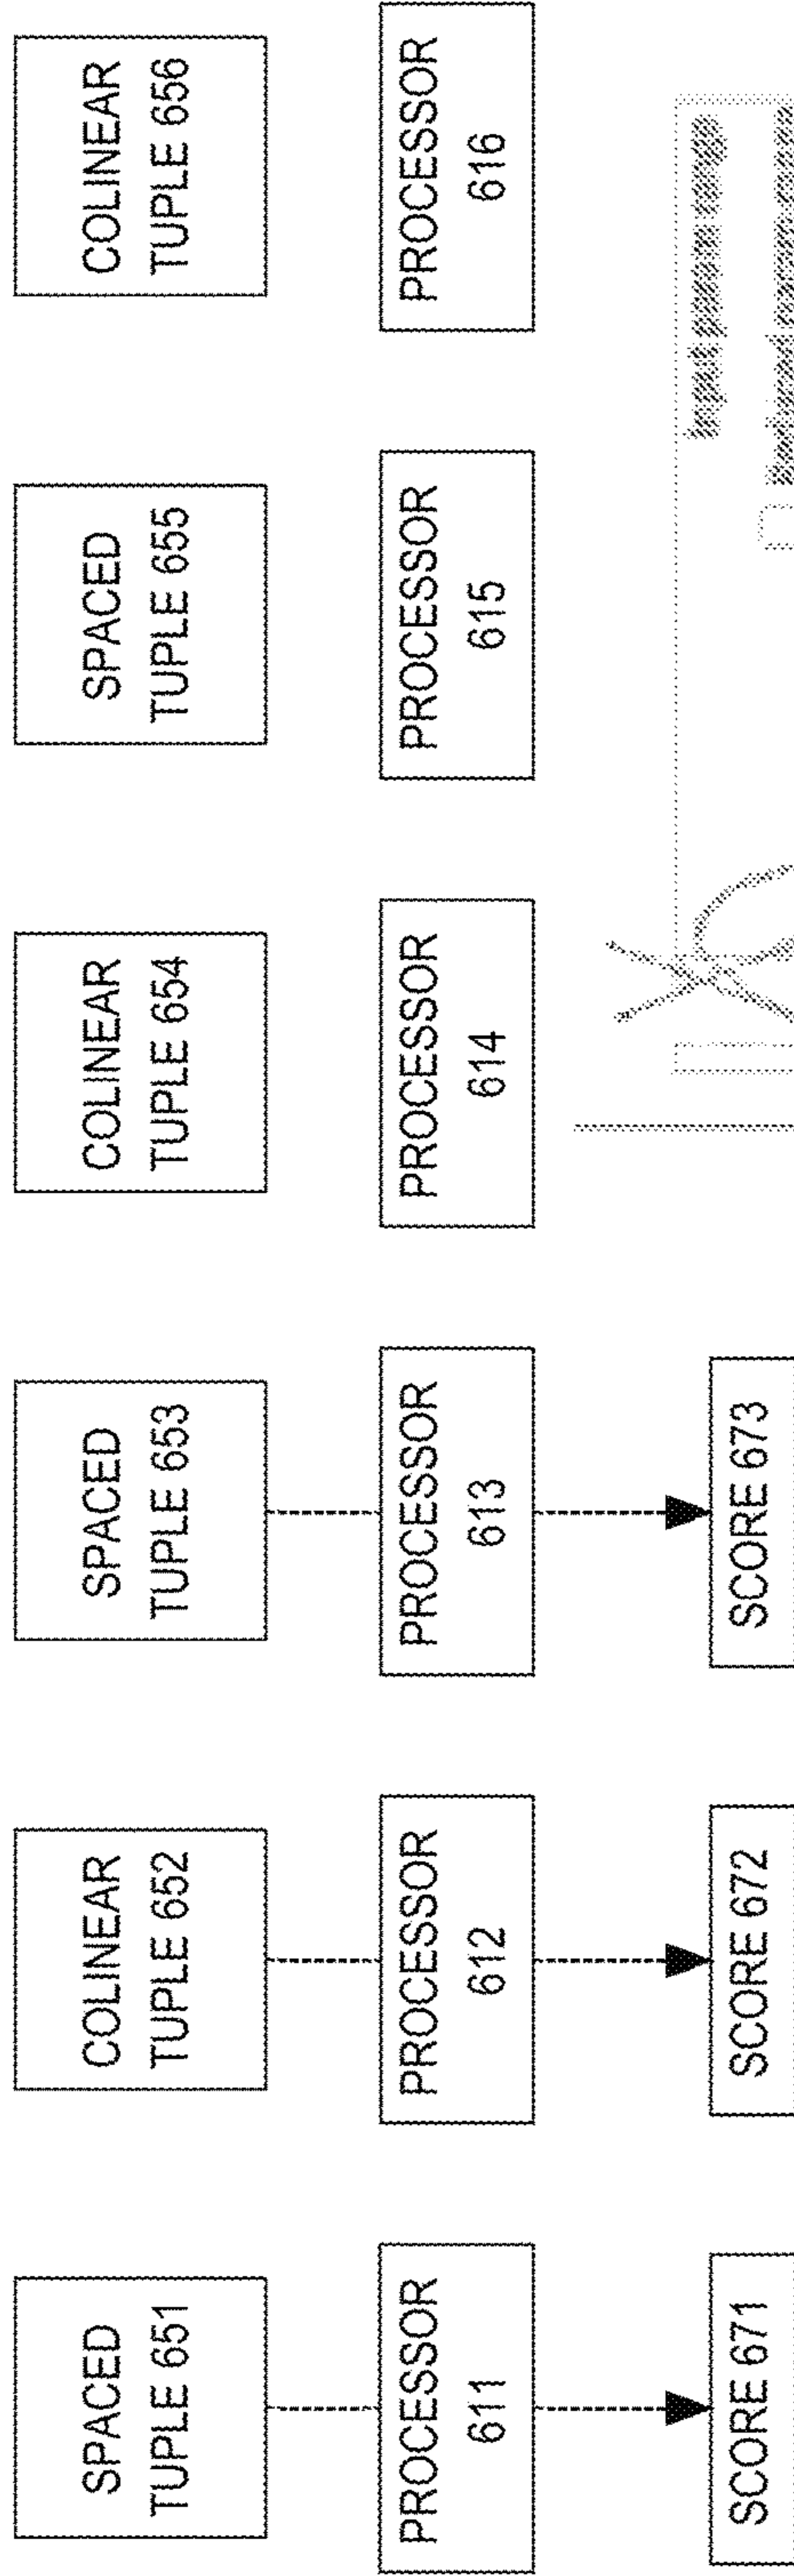 SPACED
TUPLE 651
COLINEAR
TUPLE 652
SPACED
TUPLE 653
COLINEAR
TUPLE 654
SPACED
TUPLE 655
COLINEAR
TUPLE 656
PROCESSOR
611
PROCESSOR
612
PROCESSOR
613
PROCESSOR
614
PROCESSOR
615
PROCESSOR
616
SCORE 671
SCORE 672
SCORE 673